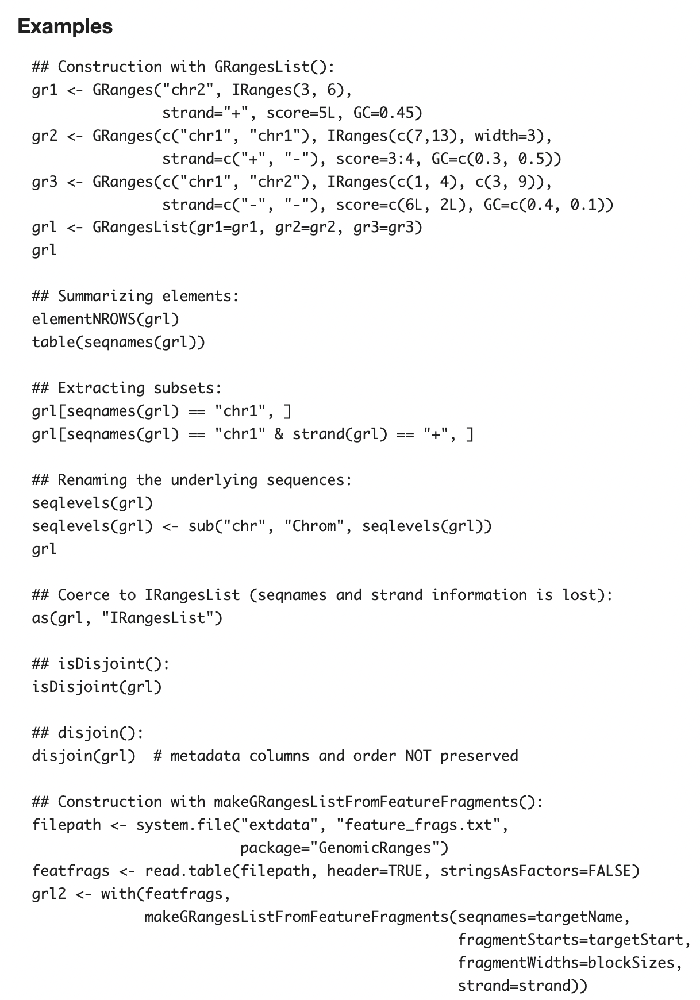 Examples
## Construction with GRangesList():
gr1 <- GRanges("chr2", IRanges(3, 6),
               strand="+", score=5L, GC=0.45)
gr2 <- GRanges(c("chr1", "chr1"), IRanges(c(7,13), width=3),
               strand=c("+", "-"), score=3:4, GC=c(0.3, 0.5))
gr3 <- GRanges(c("chr1", "chr2"), IRanges(c(1, 4), c(3, 9)),
               strand=c("-", "-"), score=c(6L, 2L), GC=c(0.4, 0.1))
grl <- GRangesList(gr1=gr1, gr2=gr2, gr3=gr3)
grl
## Summarizing elements:
elementNROWS(grl)
table(seqnames(grl))
## Extracting subsets:
grl[seqnames(grl) == "chr1", ]
grl[seqnames(grl) == "chr1" & strand(grl) == "+", ]
## Renaming the underlying sequences:
seqlevels(grl)
seqlevels(grl) <- sub("chr", "Chrom", seqlevels(grl))
grl
## Coerce to IRangesList (seqnames and strand information is lost):
as(grl, "IRangesList")
## isDisjoint():
isDisjoint(grl)
## disjoin():
disjoin(grl)  # metadata columns and order NOT preserved
## Construction with makeGRangesListFromFeatureFragments():
filepath <- system.file("extdata", "feature_frags.txt",
                        package="GenomicRanges")
featfrags <- read.table(filepath, header=TRUE, stringsAsFactors=FALSE)
grl2 <- with(featfrags,
             makeGRangesListFromFeatureFragments(seqnames=targetName,
                                                 fragmentStarts=targetStart,
                                                 fragmentWidths=blockSizes,
                                                 strand=strand))